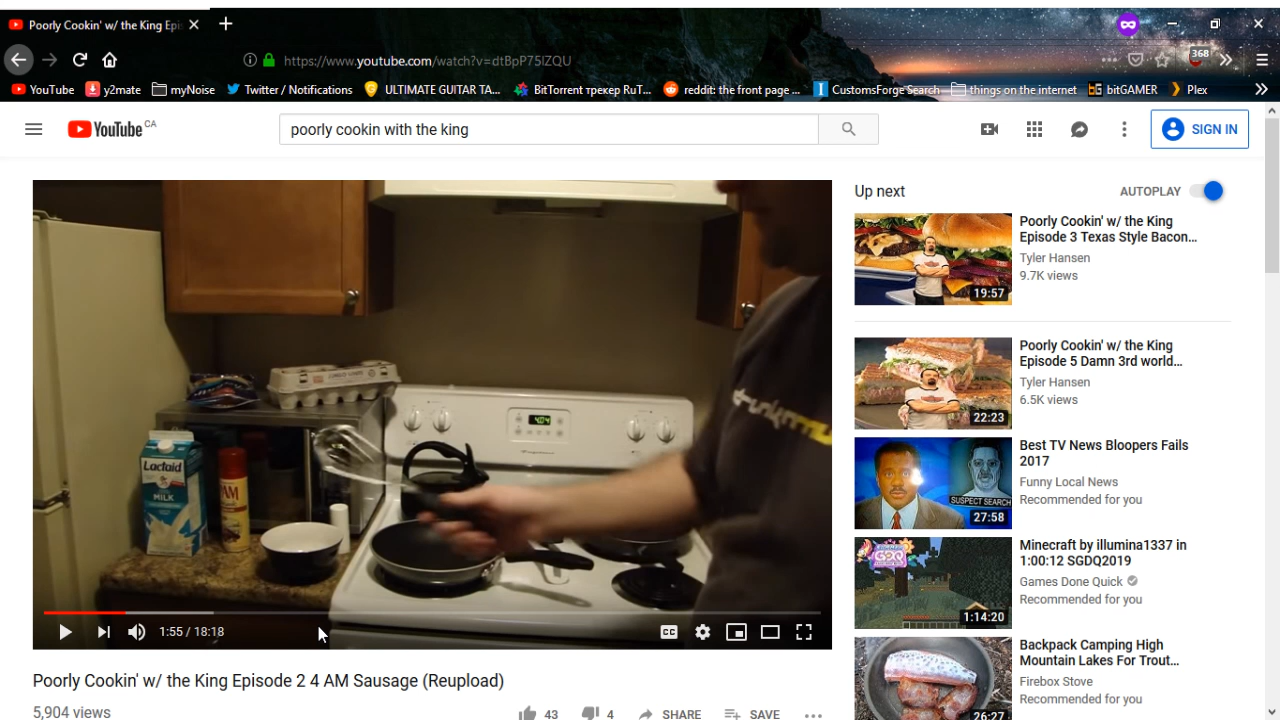 Poorly Cookin' w/ the King Epi
368
https://www.youtube.com/watch?v=dtBpP75lZQU
YouTube y2mate myNoise Twitter / Notifications ULTIMATE GUITAR TA... BitTorrent трекер RuT... reddit: the front page ... CustomsForge Search things on the internet bitGAMER Plex
YouTube CA
poorly cookin with the king
SIGN IN
Up next
AUTOPLAY
Lactaid
MILK
PAM
4:04
CC
1:55 / 18:18
Poorly Cookin' w/ the King Episode 2 4 AM Sausage (Reupload)
5,904 views
43 4 SHARE SAVE
19:57
Poorly Cookin' w/ the King
Episode 3 Texas Style Bacon...
Tyler Hansen
9.7K views
22:23
Poorly Cookin' w/ the King
Episode 5 Damn 3rd world...
Tyler Hansen
6.5K views
SUSPECT SEARCH
27:58
Best TV News Bloopers Fails
2017
Funny Local News
Recommended for you
1:14:20
Minecraft by illumina1337 in
1:00:12 SGDQ2019
Games Done Quick
Recommended for you
26:27
Backpack Camping High
Mountain Lakes For Trout...
Firebox Stove
Recommended for you